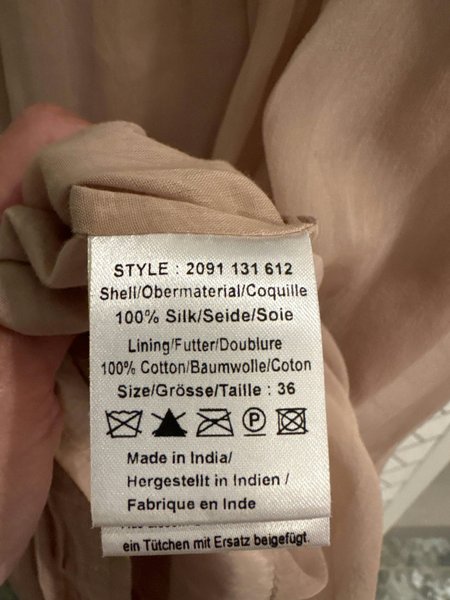 STYLE : 2091 131 612
Shell/Obermaterial/Coquille
100% Silk/Seide/Soie
Lining/Futter/Doublure
100% Cotton/Baumwolle/Coton
Size/Grösse/Taille : 36
P
Made in India/
Hergestellt in Indien /
Fabrique en Inde
ein Tütchen mit Ersatz beigefügt.